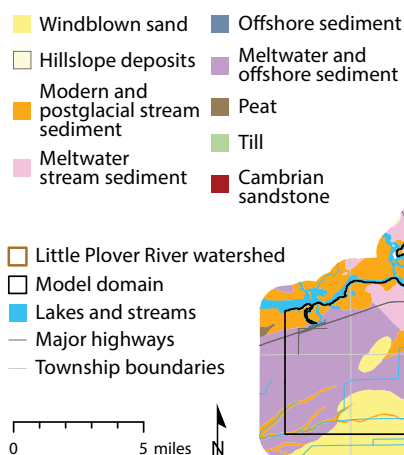 Windblown sand
Hillslope deposits
Modern and
postglacial stream
sediment
Meltwater
stream sediment
Offshore sediment
Meltwater and
offshore sediment
Peat
Till
Cambrian
sandstone
Little Plover River watershed
Model domain
Lakes and streams
Major highways
Township boundaries
0 5 miles
N